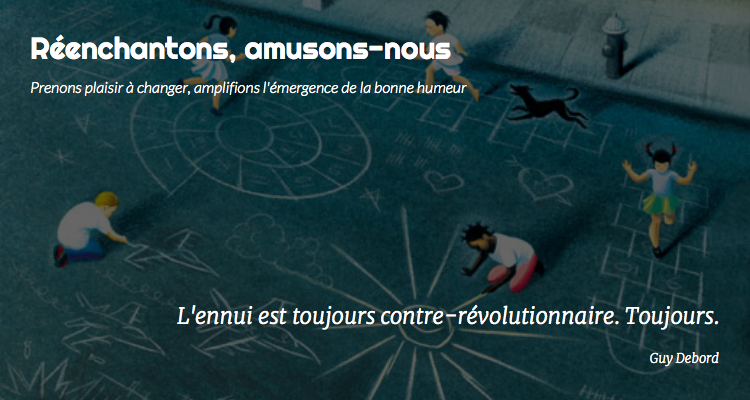 Réenchantons, amusons-nous
Prenons plaisir à changer, amplifions l'émergence de la bonne humeur
L'ennui est toujours contre-révolutionnaire. Toujours.
Guy Debord